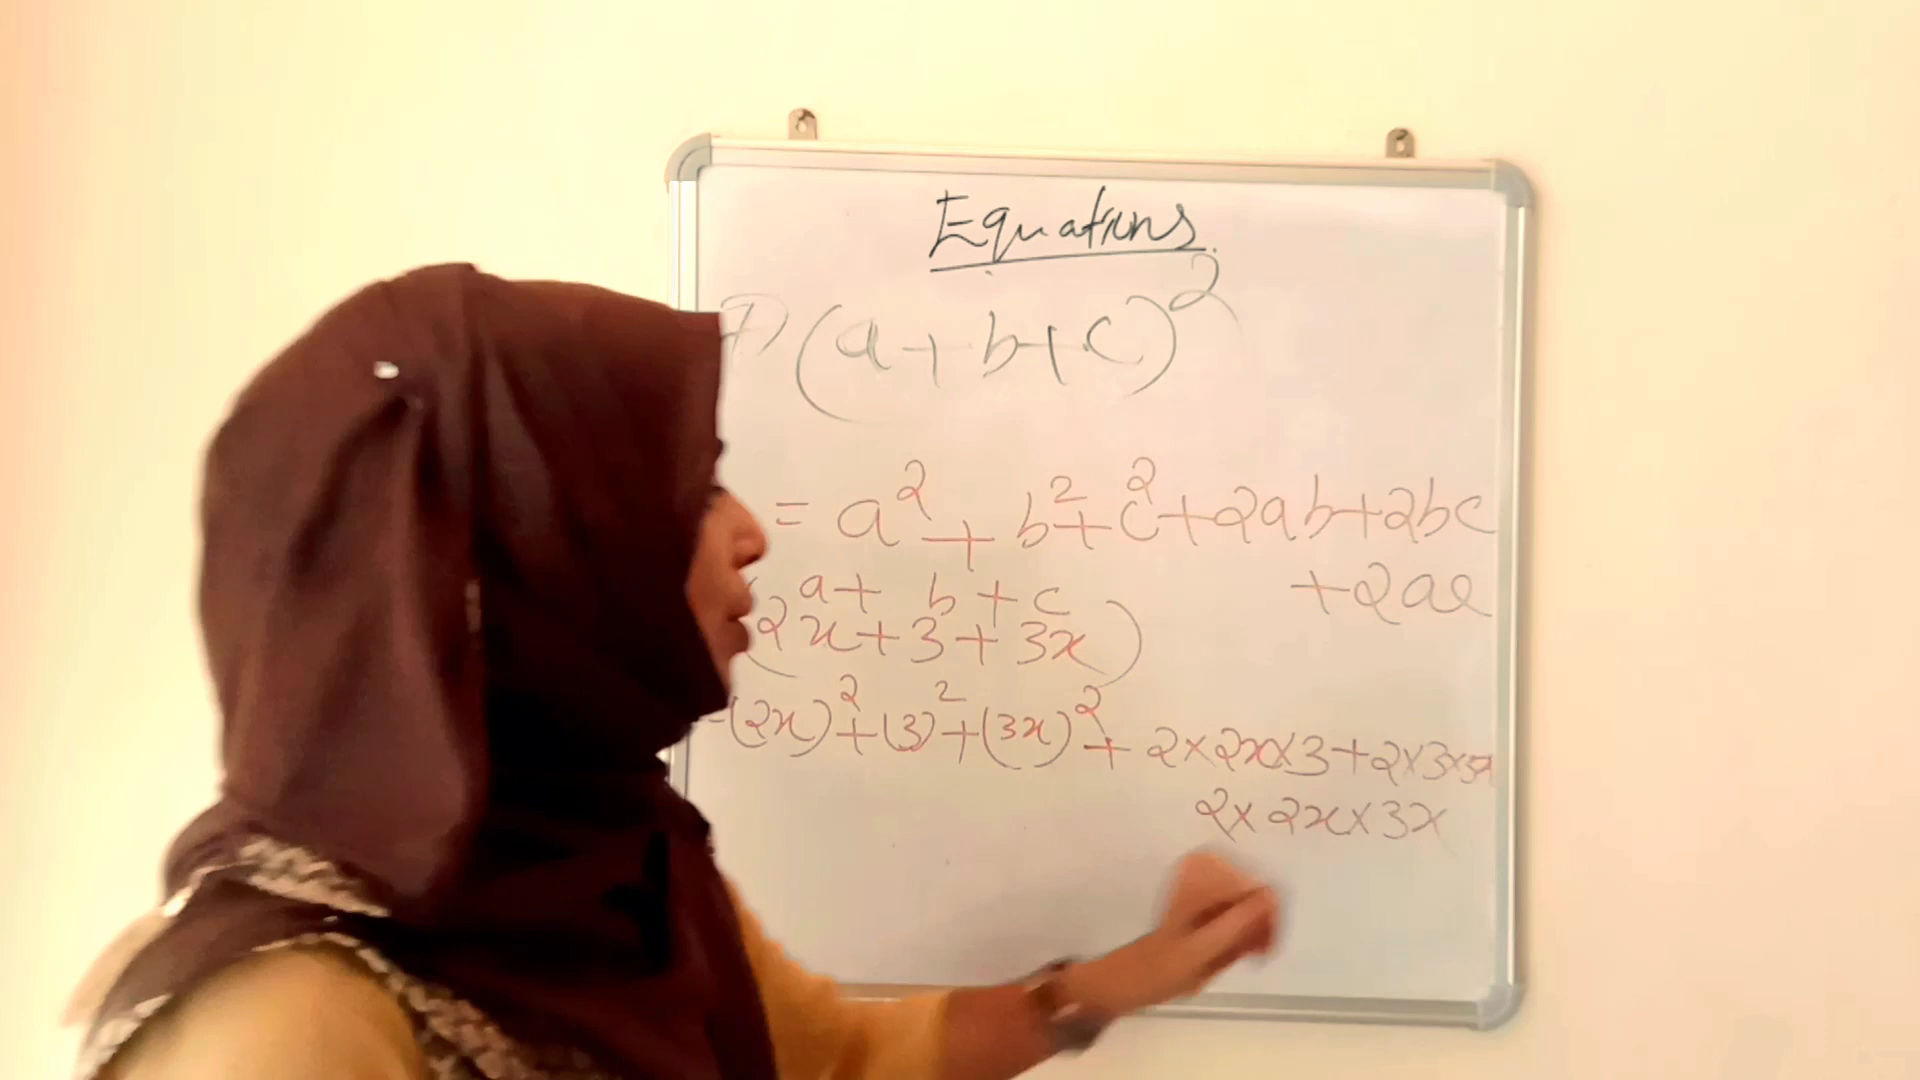 Equations
7) (a+b+c)²
= a² + b² + c² + 2ab + 2bc
+ 2ac
a + b + c
(2x + 3 + 3x)
=(2x)² + (3)² + (3x)² + 2×2x×3 + 2×3×3x
2×2x×3x